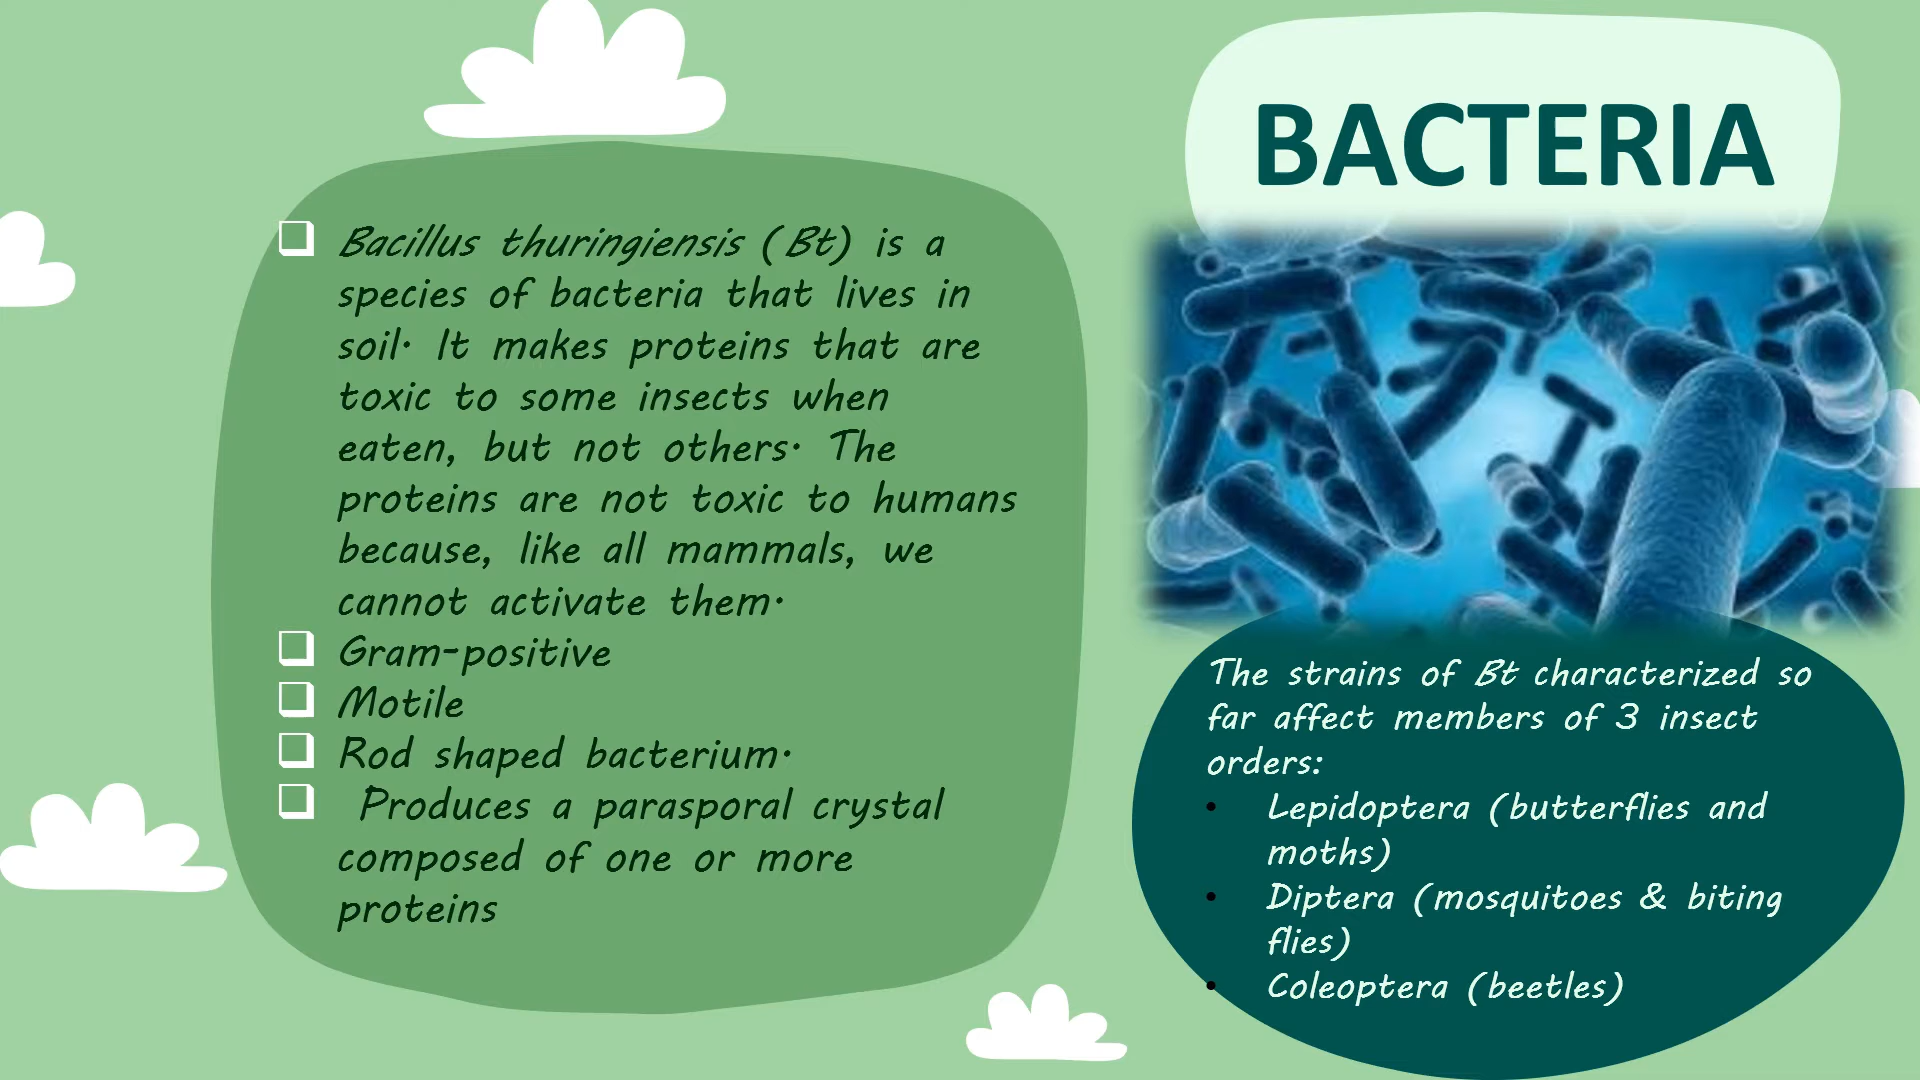 BACTERIA
Bacillus thuringiensis (Bt) is a
species of bacteria that lives in
soil. It makes proteins that are
toxic to some insects when
eaten, but not others. The
proteins are not toxic to humans
because, like all mammals, we
cannot activate them.
Gram-positive
Motile
Rod shaped bacterium.
Produces a parasporal crystal
composed of one or more
proteins
The strains of Bt characterized so
far affect members of 3 insect
orders:
• Lepidoptera (butterflies and
moths)
• Diptera (mosquitoes & biting
flies)
• Coleoptera (beetles)